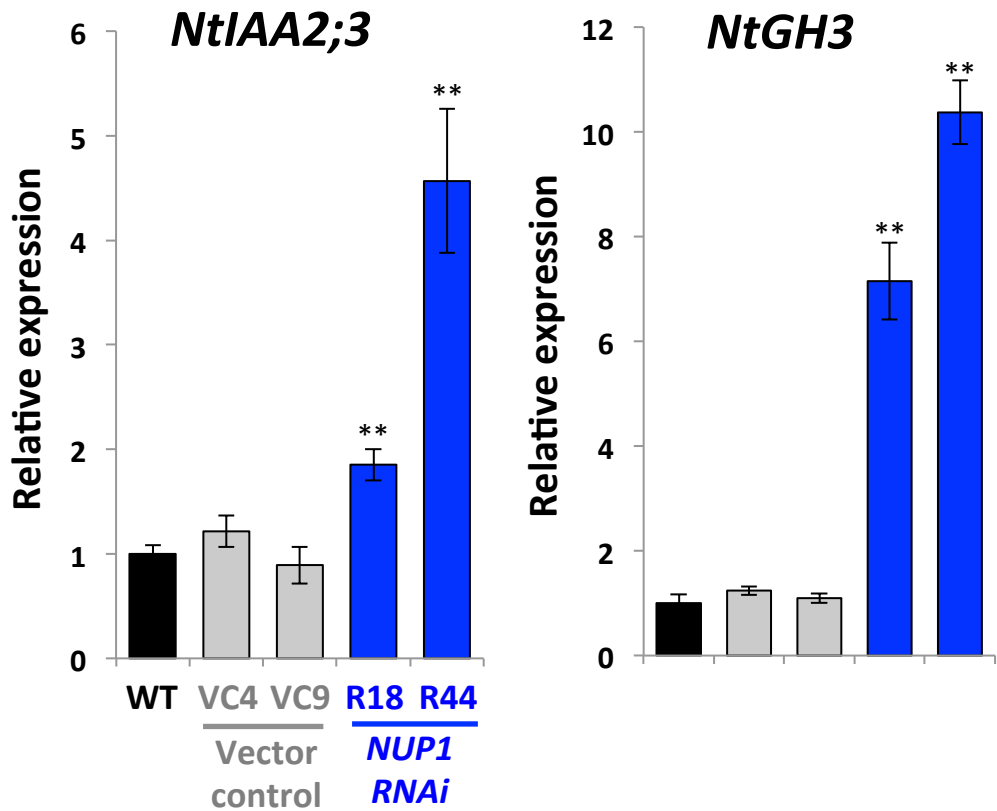 NtIAA2;3
Relative expression
6
5
4
3
2
1
0
**
**
WT VC4 VC9 R18 R44
Vector
control
NUP1
RNAi
NtGH3
Relative expression
12
10
8
6
4
2
0
**
**